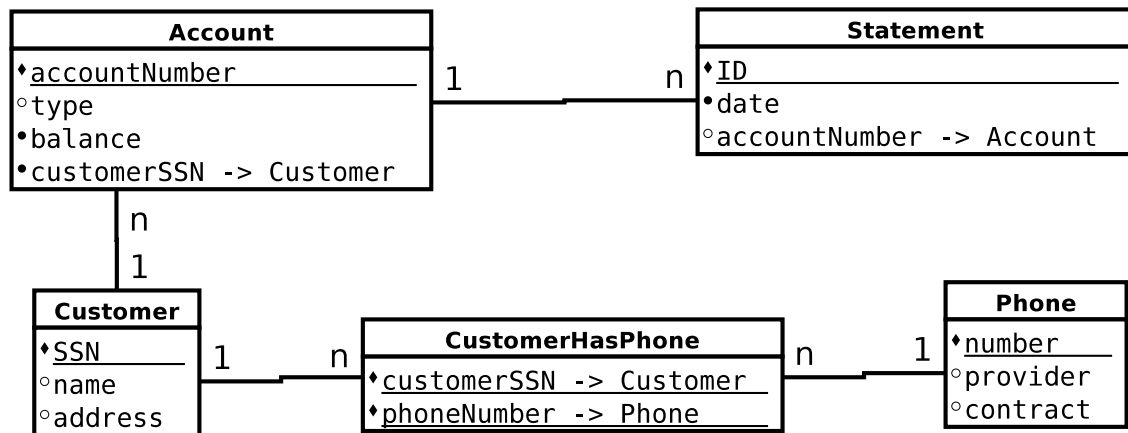 Account
accountNumber
type
balance
customerSSN -> Customer
1
n
Statement
ID
date
accountNumber -> Account
n
1
Customer
SSN
name
address
1
n
CustomerHasPhone
customerSSN -> Customer
phoneNumber -> Phone
n
1
Phone
number
provider
contract